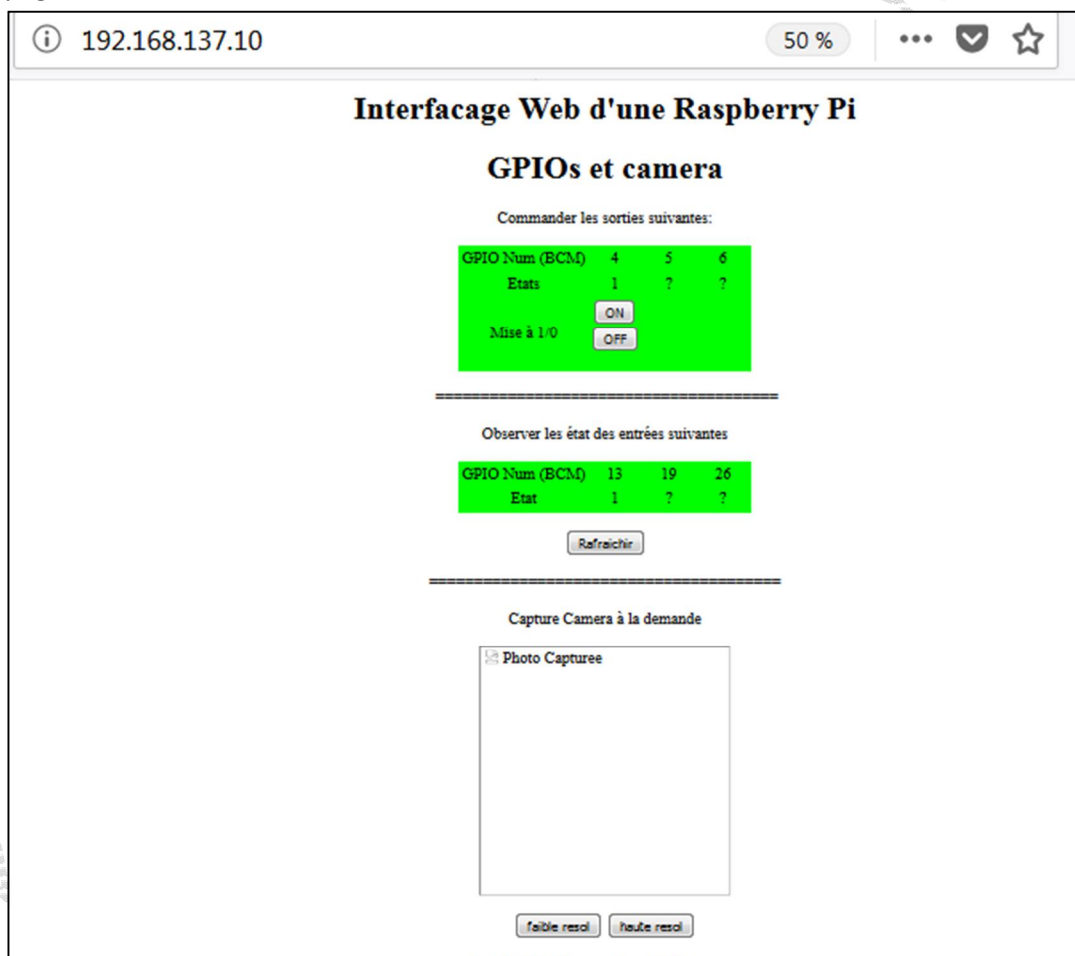 192.168.137.10 50 % ...
Interfacage Web d'une Raspberry Pi
GPIOs et camera
Commander les sorties suivantes:
GPIO Num (BCM) 4 5 6
Etats 1 ? ?
ON
Mise à 1/0
OFF
======================================
Observer les état des entrées suivantes
GPIO Num (BCM) 13 19 26
Etat 1 ? ?
Rafraichir
=======================================
Capture Camera à la demande
Photo Capturee
faible resol haute resol